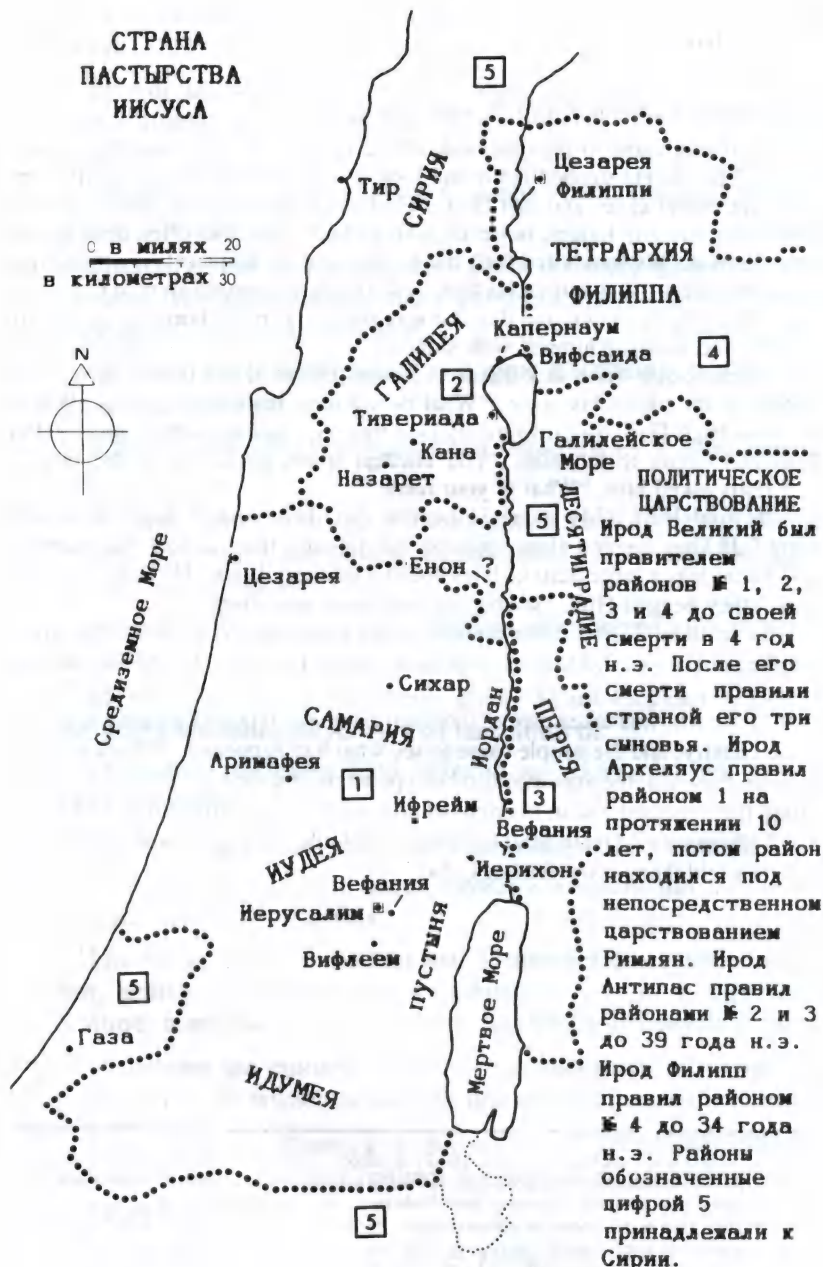 СТРАНА
ПАСТЫРСТВА
ИИСУСА
5
Цезарея
Филиппи
Тир
СИРИЯ
0 в милях 20
в километрах 30
ТЕТРАРХИЯ
ФИЛИППА
N
Капернаум
Вифсаида
4
ГАЛИЛЕЯ
2
Тивериада
Галилейское
Море
Кана
Назарет
5
ДЕСЯТИГРАДИЕ
Цезарея
Енон ?
Средиземное Море
Сихар
САМАРИЯ
Иордан
ПЕРЕЯ
Аримафея
1
3
Ифрейм
Вефания
ИУДЕЯ
Иерихон
Вефания
Иерусалим
Вифлеем
ПУСТЫНЯ
5
Газа
Мертвое Море
ИДУМЕЯ
5
ПОЛИТИЧЕСКОЕ
ЦАРСТВОВАНИЕ
Ирод Великий был
правителем
районов № 1, 2,
3 и 4 до своей
смерти в 4 год
н.э. После его
смерти правили
страной его три
сыновья. Ирод
Аркеляус правил
районом 1 на
протяжении 10
лет, потом район
находился под
непосредственном
царствованием
Римлян. Ирод
Антипас правил
районами № 2 и 3
до 39 года н.э.
Ирод Филипп
правил районом
№ 4 до 34 года
н.э. Районы
обозначенные
цифрой 5
принадлежали к
Сирии.